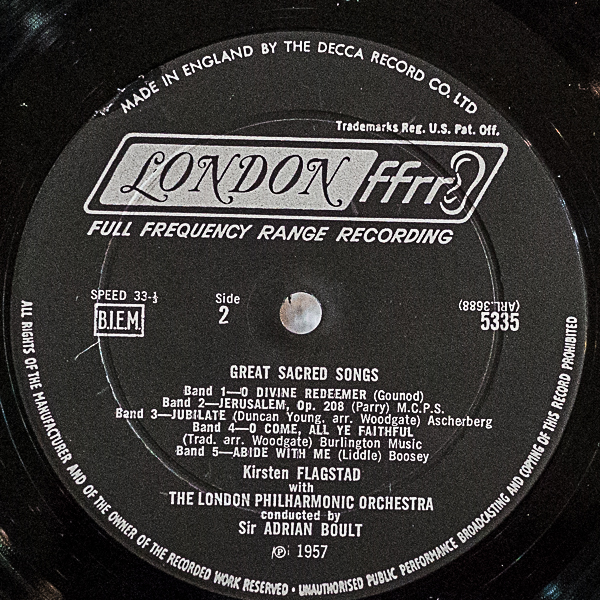 MADE IN ENGLAND BY THE DECCA RECORD CO. LTD
Trademarks Reg. U.S. Pat. Off.
LONDON ffrr
FULL FREQUENCY RANGE RECORDING
SPEED 33-⅓
B.I.E.M.
Side
2
(ARL.3688)
5335
GREAT SACRED SONGS
Band 1—O DIVINE REDEEMER (Gounod)
Band 2—JERUSALEM, Op. 208 (Parry) M.C.P.S.
Band 3—JUBILATE (Duncan Young, arr. Woodgate) Ascherberg
Band 4—O COME, ALL YE FAITHFUL
(Trad. arr. Woodgate) Burlington Music
Band 5—ABIDE WITH ME (Liddle) Boosey
Kirsten FLAGSTAD
with
THE LONDON PHILHARMONIC ORCHESTRA
conducted by
Sir ADRIAN BOULT
℗ 1957
ALL RIGHTS OF THE MANUFACTURER AND OF THE OWNER OF THE RECORDED WORK RESERVED • UNAUTHORISED PUBLIC PERFORMANCE BROADCASTING AND COPYING OF THIS RECORD PROHIBITED